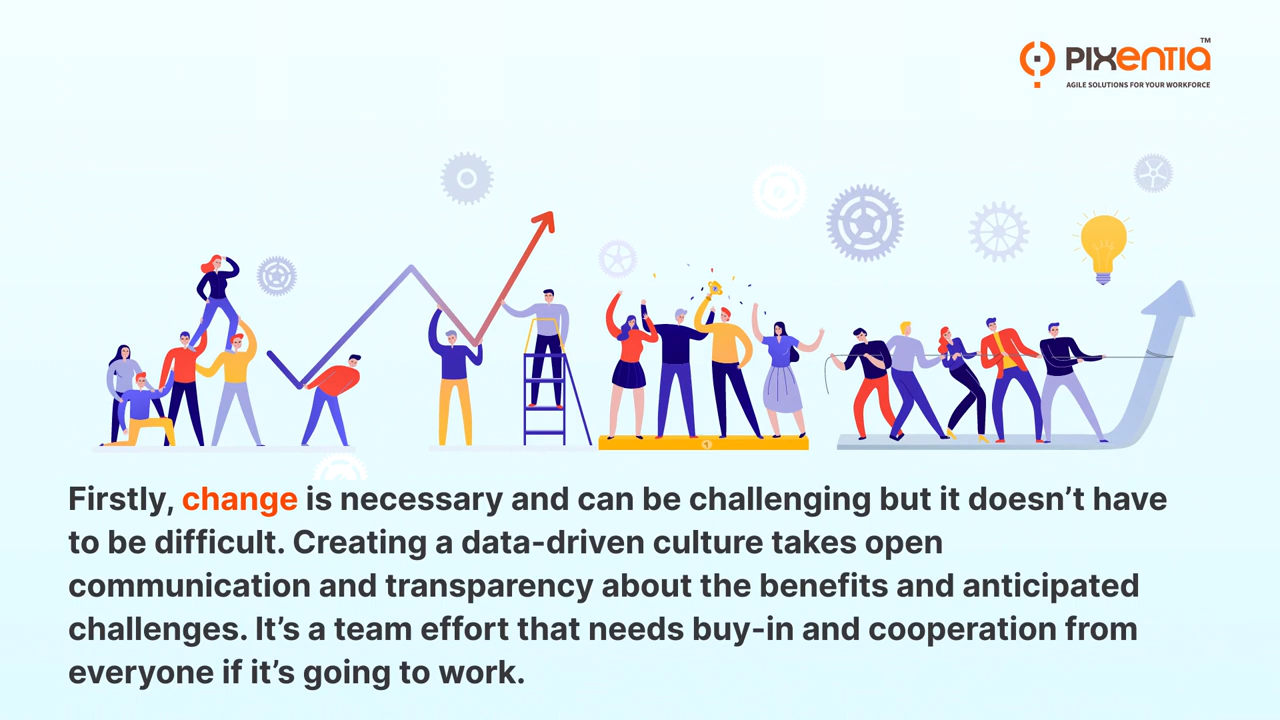 PIXENTIA™
AGILE SOLUTIONS FOR YOUR WORKFORCE
1
Firstly, change is necessary and can be challenging but it doesn’t have
to be difficult. Creating a data-driven culture takes open
communication and transparency about the benefits and anticipated
challenges. It’s a team effort that needs buy-in and cooperation from
everyone if it’s going to work.